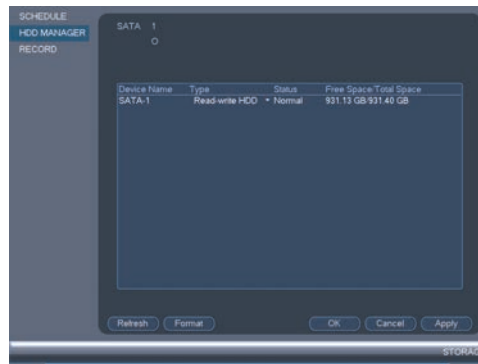 SCHEDULE
HDD MANAGER
RECORD
SATA 1
O
Device Name Type Status Free Space/Total Space
SATA-1 Read-write HDD Normal 931.13 GB/931.40 GB
Refresh Format OK Cancel Apply
STORAG